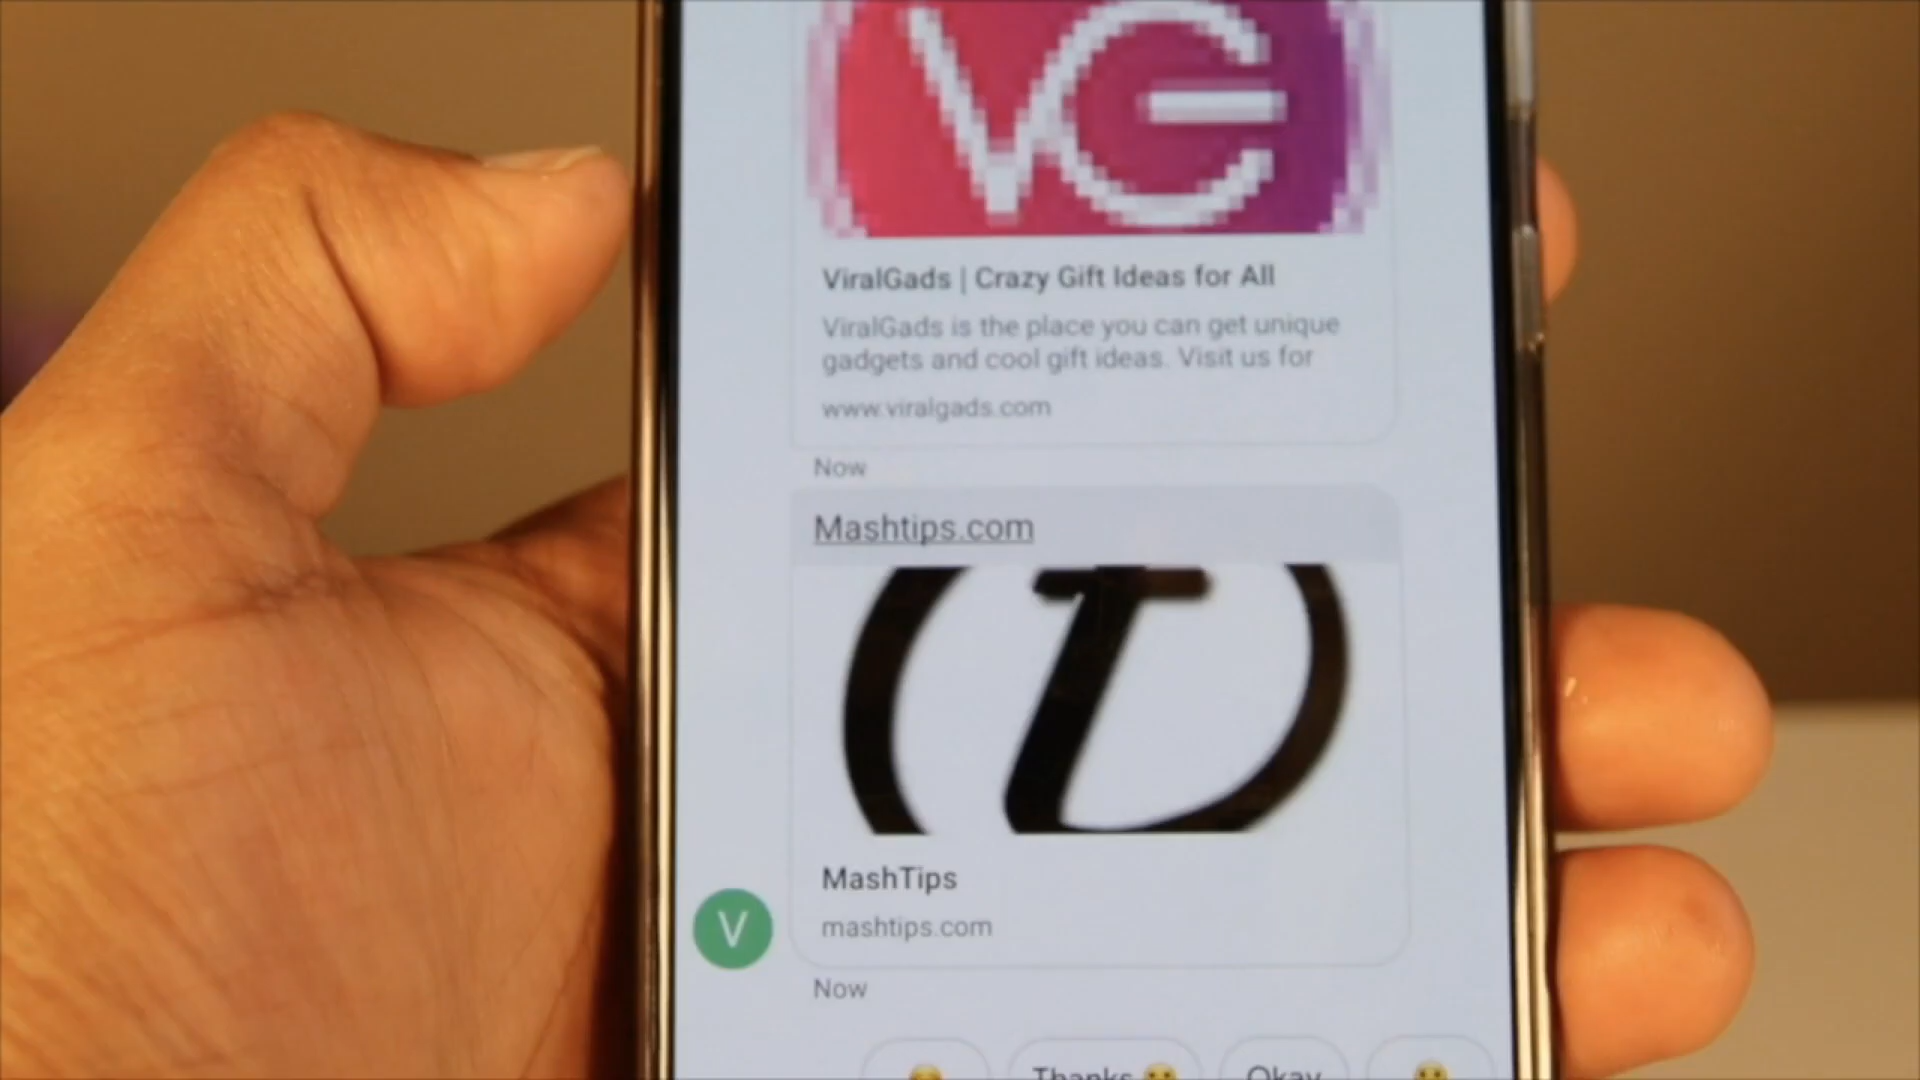 VG
ViralGads | Crazy Gift Ideas for All
ViralGads is the place you can get unique
gadgets and cool gift ideas. Visit us for
www.viralgads.com
Now
Mashtips.com
t
MashTips
mashtips.com
V
Now
Thanks
Okay